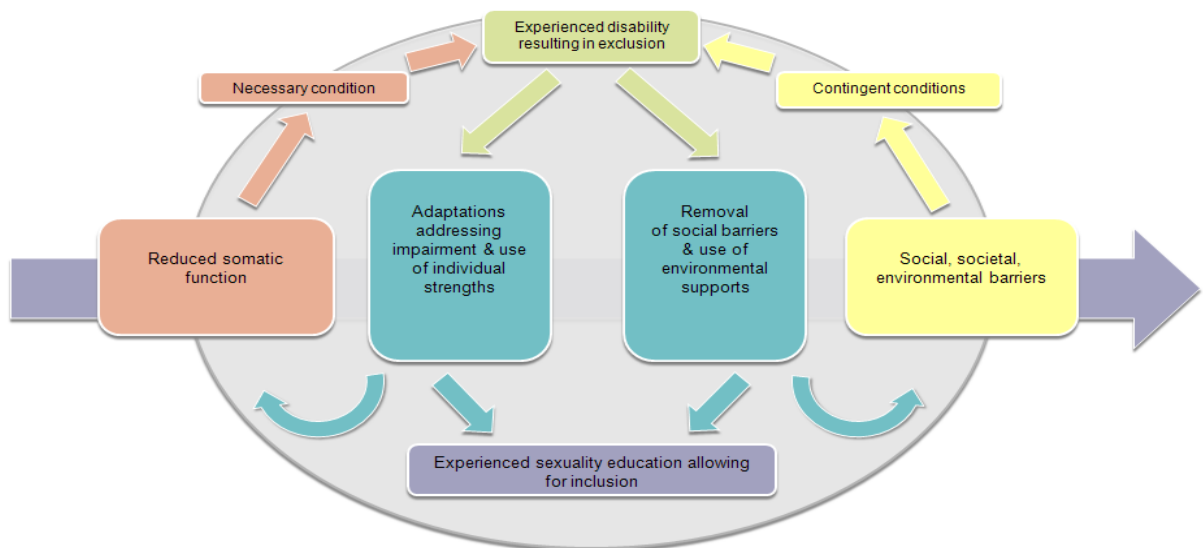 Experienced disability
resulting in exclusion
Necessary condition
Contingent conditions
Reduced somatic
function
Adaptations
addressing
impairment & use
of individual
strengths
Removal
of social barriers
& use of
environmental
supports
Social, societal,
environmental barriers
Experienced sexuality education allowing
for inclusion